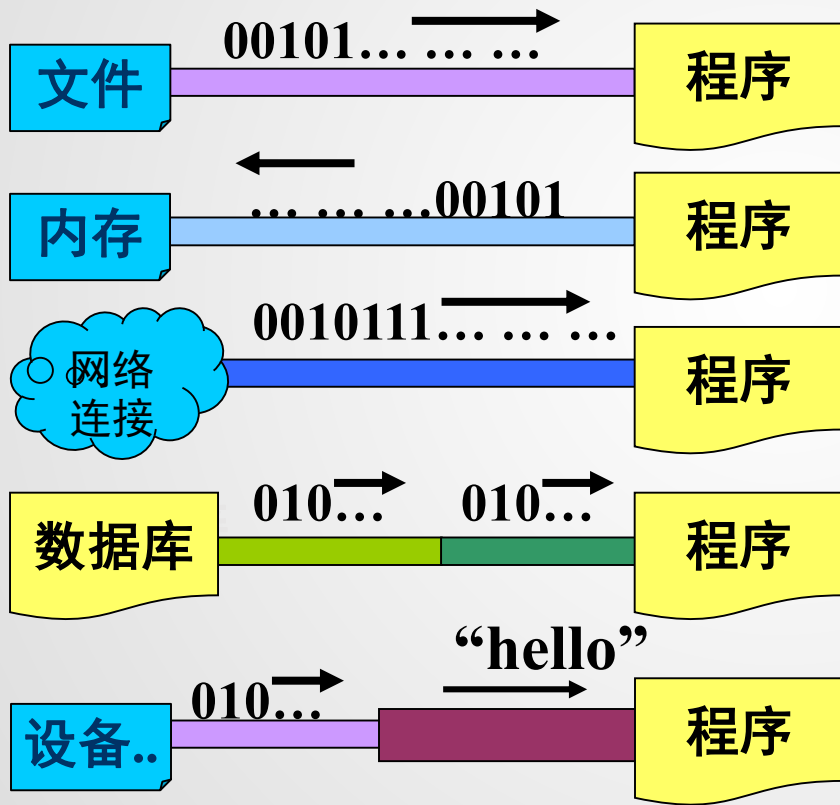 00101… … …
文件
程序
… … …00101
内存
程序
0010111… … …
网络
连接
程序
010…
010…
数据库
程序
“hello”
010…
设备..
程序